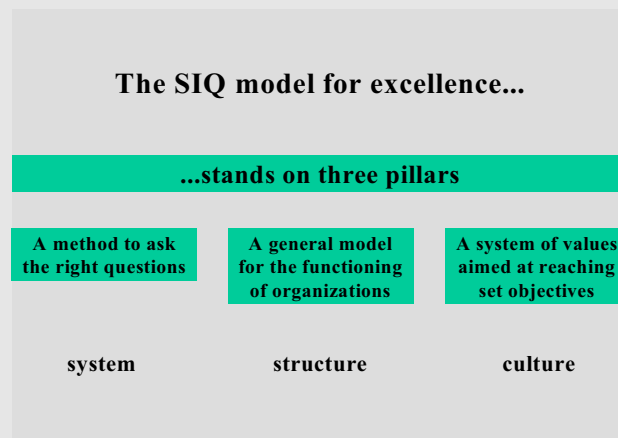 The SIQ model for excellence...
...stands on three pillars
A method to ask
the right questions
A general model
for the functioning
of organizations
A system of values
aimed at reaching
set objectives
system
structure
culture